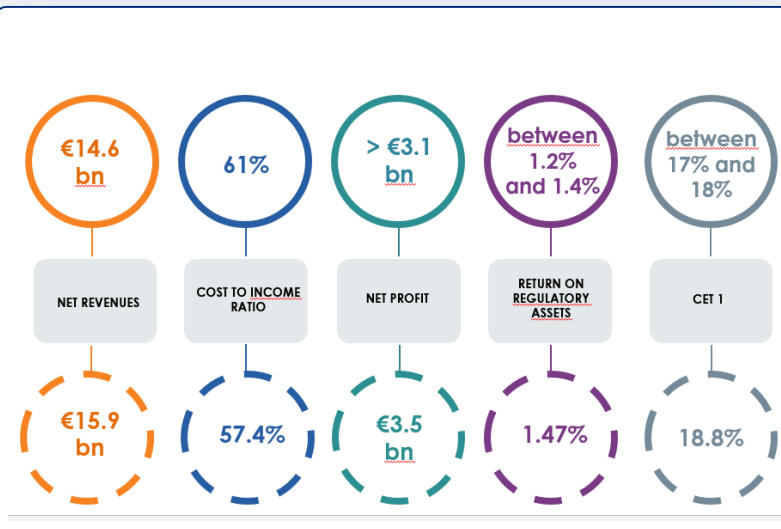 €14.6
bn
61%
> €3.1
bn
between
1.2%
and 1.4%
between
17% and
18%
NET REVENUES
COST TO INCOME
RATIO
NET PROFIT
RETURN ON
REGULATORY
ASSETS
CET 1
€15.9
bn
57.4%
€3.5
bn
1.47%
18.8%